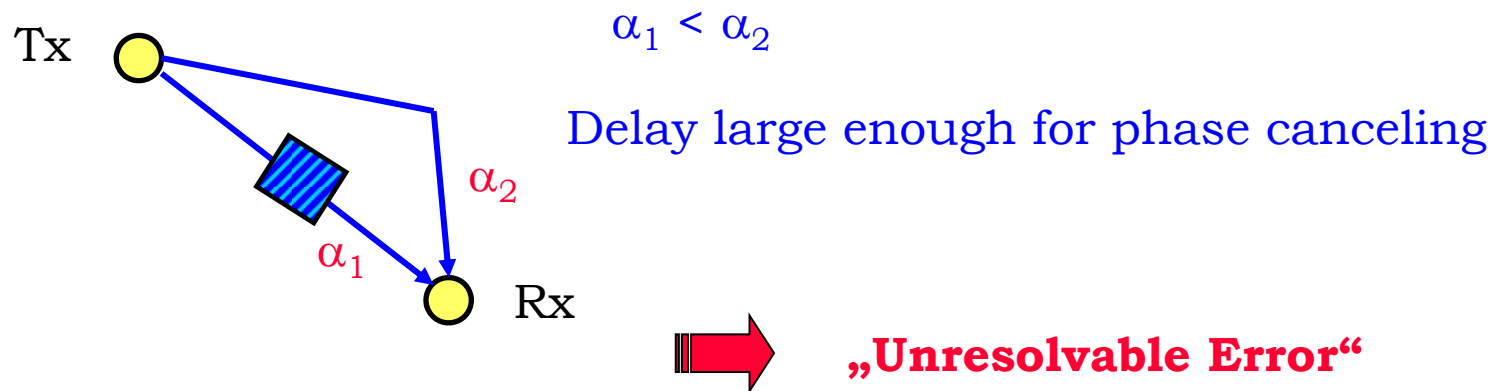 Tx
α₁ < α₂
Delay large enough for phase canceling
α₂
α₁
Rx
„Unresolvable Error“